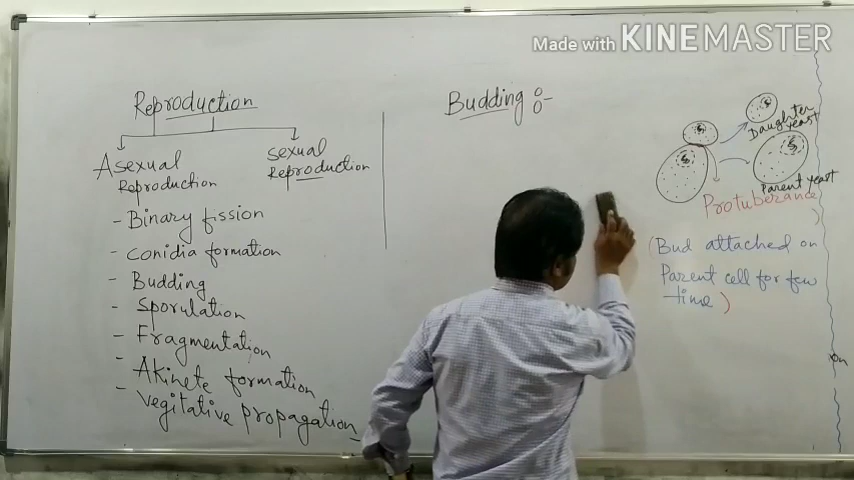 Made with KINEMASTER
Reproduction
Asexual
Reproduction
sexual
Reproduction
- Binary fission
- conidia formation
- Budding
- Sporulation
- Fragmentation
- Akinete formation
- Vegitative propagation
Budding :-
Daughter
yeast
Parent yeast
Protuberance
(Bud attached on
Parent cell for few
time)